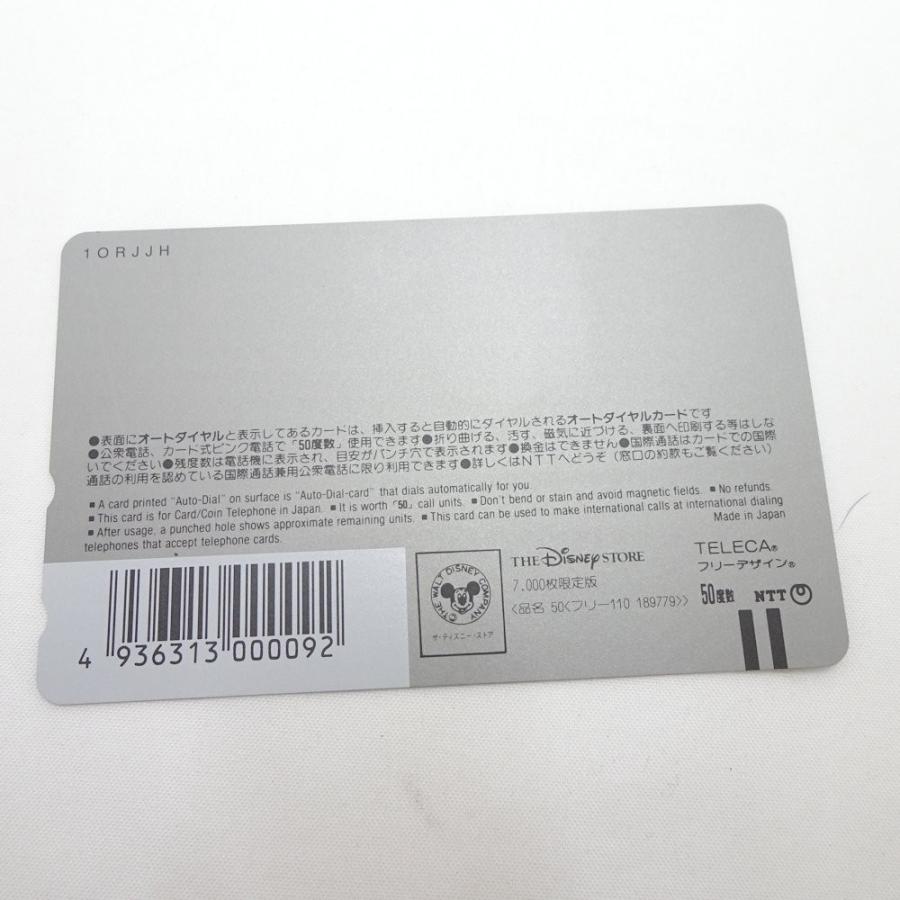 1ORJJH
●表面にオートダイヤルと表示してあるカードは、挿入すると自動的にダイヤルされるオートダイヤルカードです
●公衆電話、カード式ピンク電話で「50度数」使用できます●折り曲げる、汚す、磁気に近づける、裏面へ印刷する等はしな
いでください●残度数は電話機に表示され、目安がパンチ穴で表示されます●換金はできません●国際通話はカードでの国際
通話の利用を認めている国際通話兼用公衆電話に限り利用できます●詳しくはNTTへどうぞ(窓口の約款もご覧ください)
■ A card printed "Auto-Dial" on surface is "Auto-Dial-card" that dials automatically for you.
■ This card is for Card/Coin Telephone in Japan. ■ It is worth「50」call units. ■ Don't bend or stain and avoid magnetic fields. ■ No refunds.
■ After usage, a punched hole shows approximate remaining units. ■ This card can be used to make international calls at international dialing
telephones that accept telephone cards.
Made in Japan
4 936313 000092
©THE WALT DISNEY COMPANY
ザ・ディズニー・ストア
THE DISNEY STORE
7,000枚限定版
〈品名 50〈フリー110 189779〉〉
TELECA®
フリーデザイン®
50度数 NTT